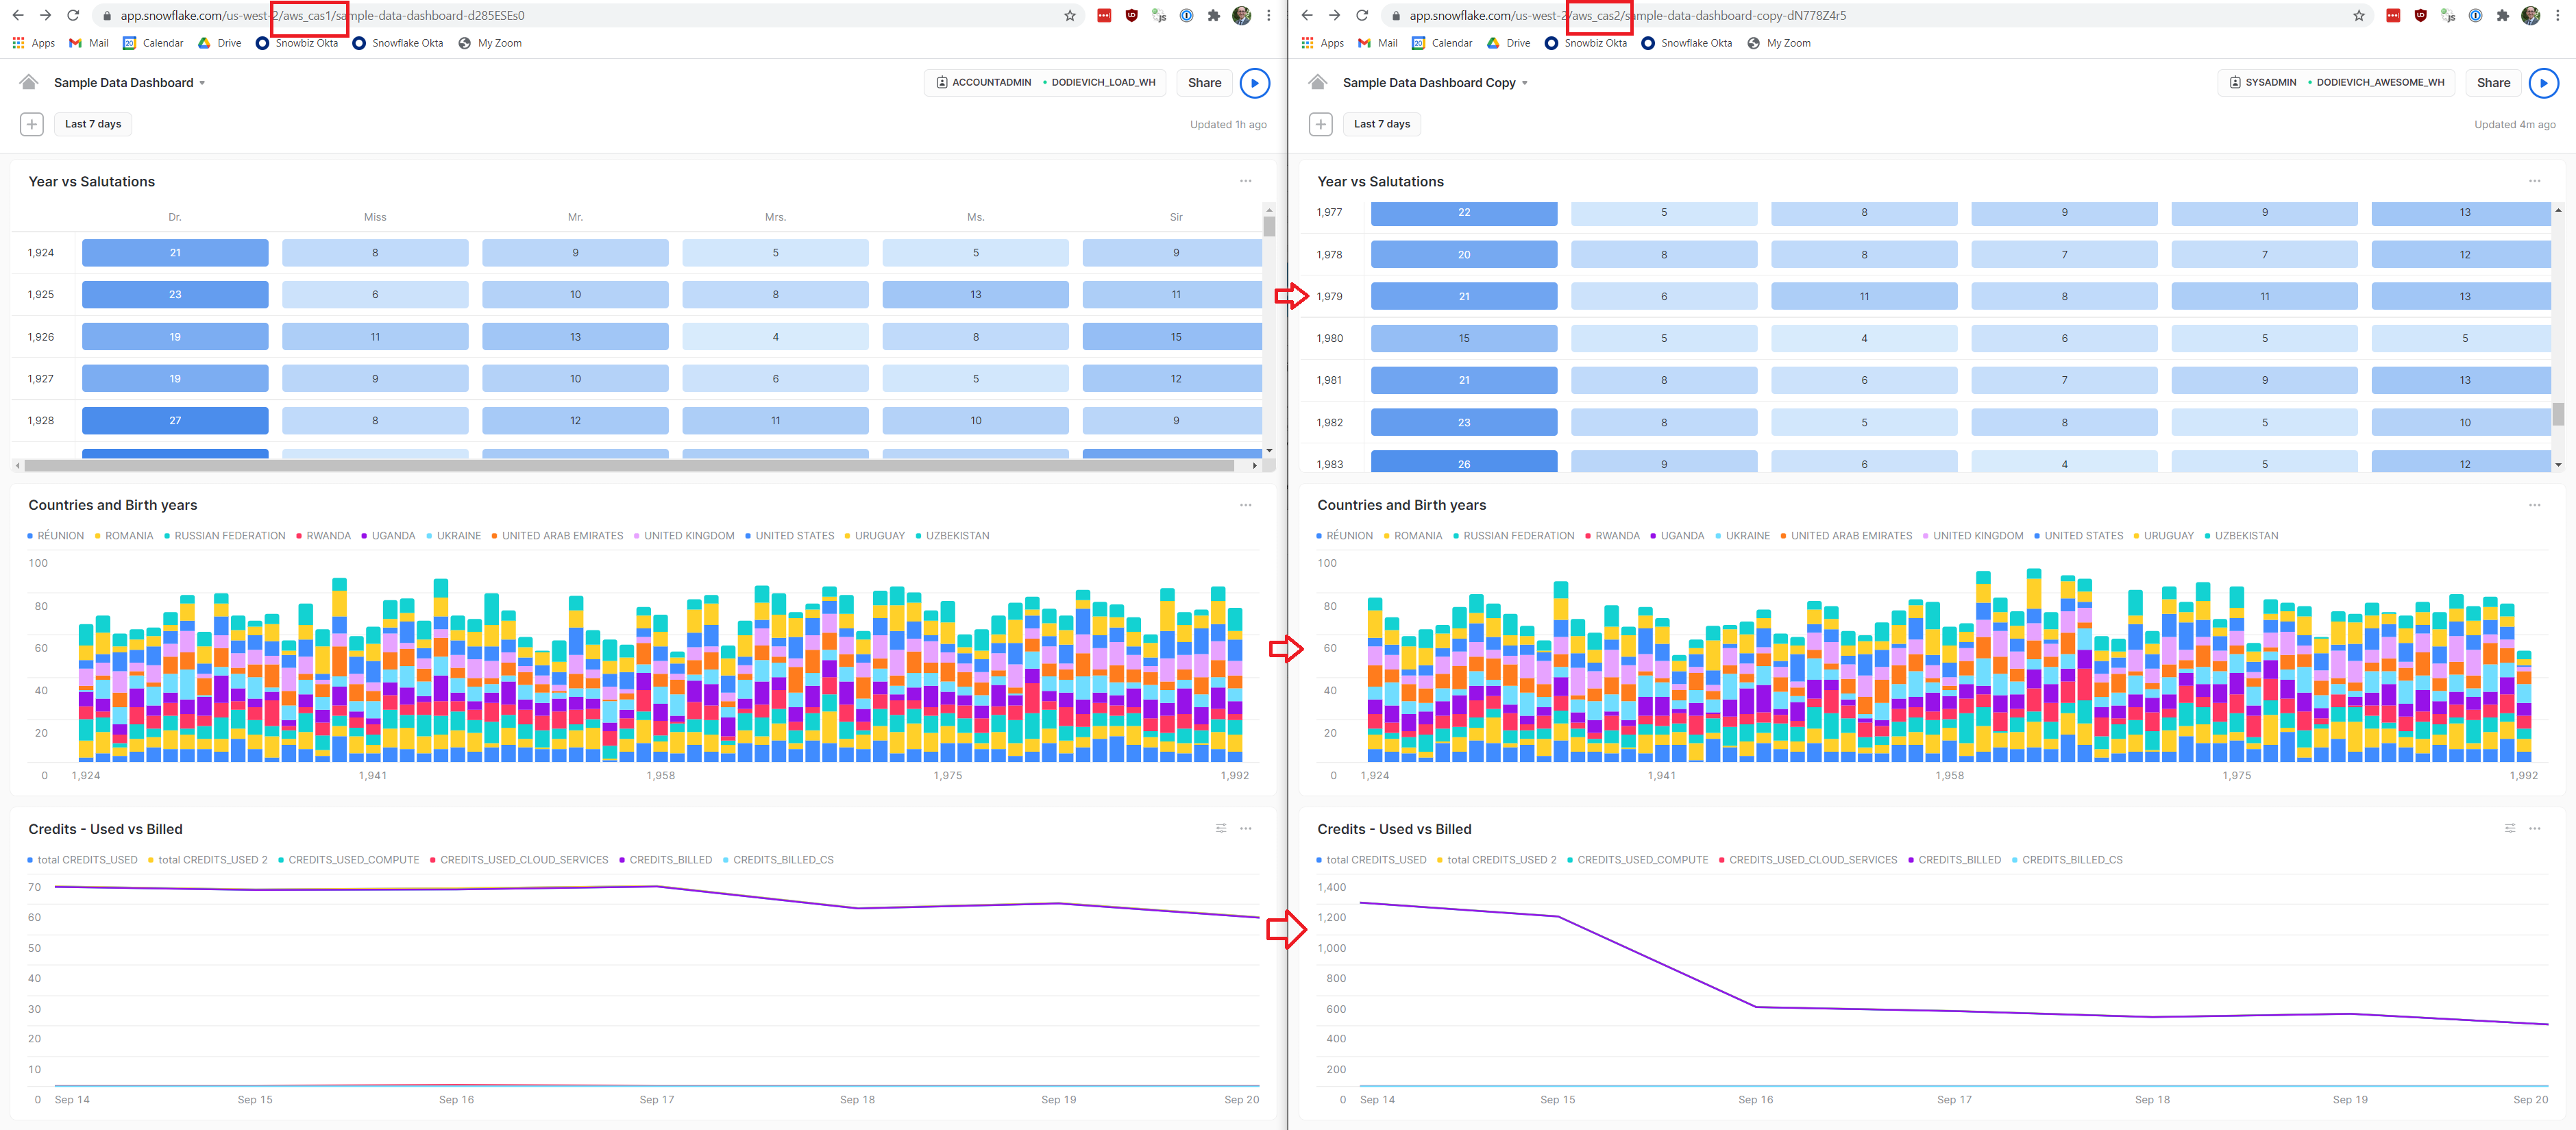 app.snowflake.com/us-west-2/aws_cas1/sample-data-dashboard-d285ESEs0
Apps Mail Calendar Drive Snowbiz Okta Snowflake Okta My Zoom
Sample Data Dashboard ACCOUNTADMIN • DODIEVICH_LOAD_WH Share
Last 7 days Updated 1h ago
Year vs Salutations
Dr. Miss Mr. Mrs. Ms. Sir
1,924 21 8 9 5 5 9
1,925 23 6 10 8 13 11
1,926 19 11 13 4 8 15
1,927 19 9 10 6 5 12
1,928 27 8 12 11 10 9
Countries and Birth years
RÉUNION ROMANIA RUSSIAN FEDERATION RWANDA UGANDA UKRAINE UNITED ARAB EMIRATES UNITED KINGDOM UNITED STATES URUGUAY UZBEKISTAN
100
80
60
40
20
0
1,924 1,941 1,958 1,975 1,992
Credits - Used vs Billed
total CREDITS_USED total CREDITS_USED 2 CREDITS_USED_COMPUTE CREDITS_USED_CLOUD_SERVICES CREDITS_BILLED CREDITS_BILLED_CS
70
60
50
40
30
20
10
0
Sep 14 Sep 15 Sep 16 Sep 17 Sep 18 Sep 19 Sep 20
app.snowflake.com/us-west-2/aws_cas2/sample-data-dashboard-copy-dN778Z4r5
Apps Mail Calendar Drive Snowbiz Okta Snowflake Okta My Zoom
Sample Data Dashboard Copy SYSADMIN • DODIEVICH_AWESOME_WH Share
Last 7 days Updated 4m ago
Year vs Salutations
1,977 22 5 8 9 9 13
1,978 20 8 8 7 7 12
1,979 21 6 11 8 11 13
1,980 15 5 4 6 5 5
1,981 21 8 6 7 9 13
1,982 23 8 5 8 5 10
1,983 26 9 6 4 5 12
Countries and Birth years
RÉUNION ROMANIA RUSSIAN FEDERATION RWANDA UGANDA UKRAINE UNITED ARAB EMIRATES UNITED KINGDOM UNITED STATES URUGUAY UZBEKISTAN
100
80
60
40
20
0
1,924 1,941 1,958 1,975 1,992
Credits - Used vs Billed
total CREDITS_USED total CREDITS_USED 2 CREDITS_USED_COMPUTE CREDITS_USED_CLOUD_SERVICES CREDITS_BILLED CREDITS_BILLED_CS
1,400
1,200
1,000
800
600
400
200
0
Sep 14 Sep 15 Sep 16 Sep 17 Sep 18 Sep 19 Sep 20